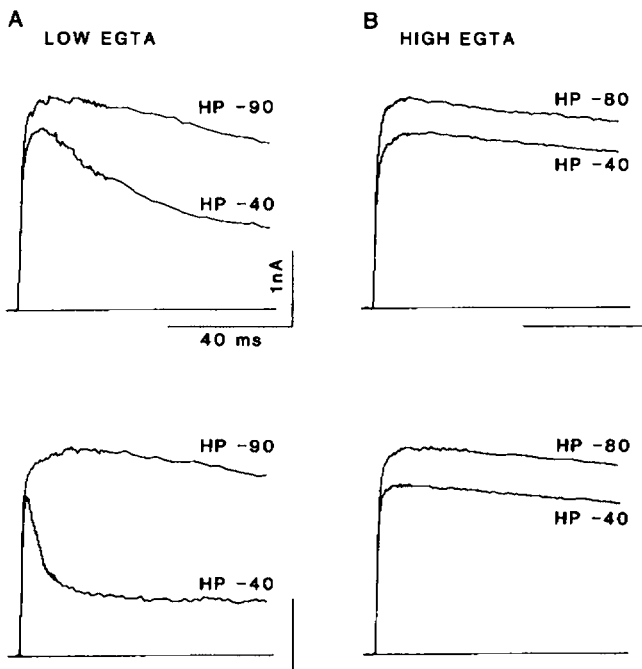 A
LOW EGTA
HP -90
HP -40
1nA
40 ms
HP -90
HP -40
B
HIGH EGTA
HP -80
HP -40
HP -80
HP -40